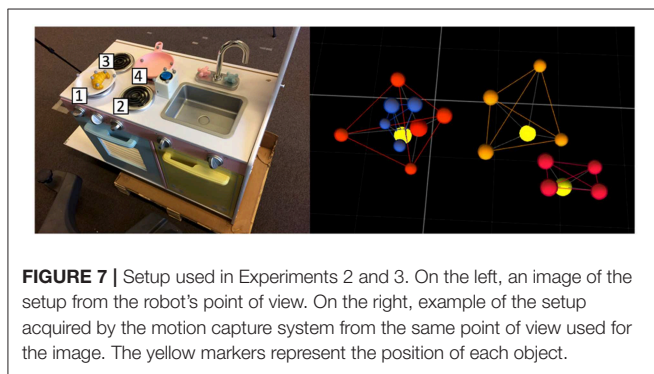 3
4
1
2
FIGURE 7 | Setup used in Experiments 2 and 3. On the left, an image of the
setup from the robot's point of view. On the right, example of the setup
acquired by the motion capture system from the same point of view used for
the image. The yellow markers represent the position of each object.